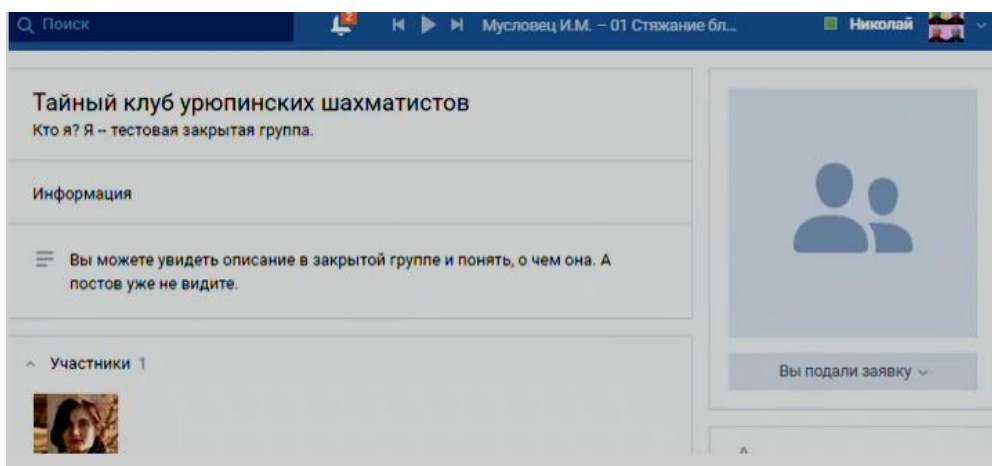 Поиск
2
Мусловец И.М. – 01 Стяжание бл...
Николай
Тайный клуб урюпинских шахматистов
Кто я? Я – тестовая закрытая группа.
Информация
Вы можете увидеть описание в закрытой группе и понять, о чем она. А
постов уже не видите.
Участники 1
Вы подали заявку